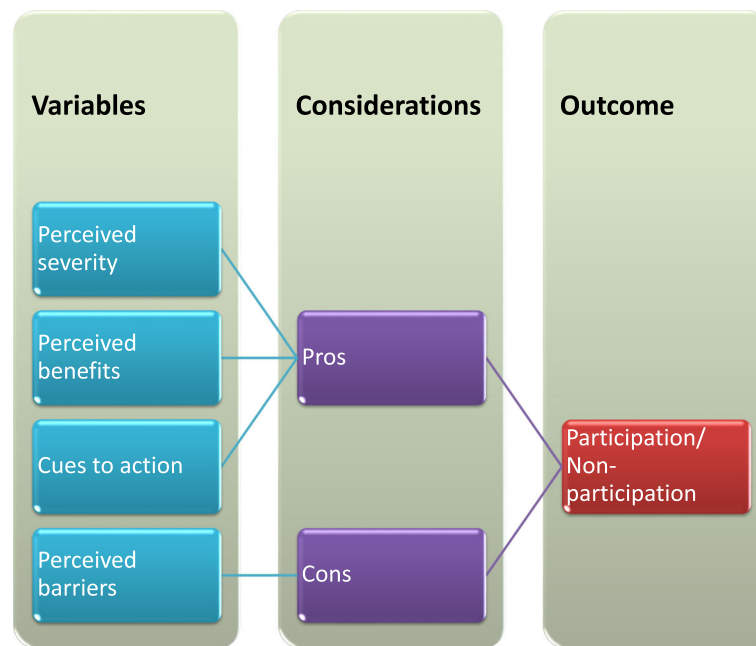 Variables
Considerations
Outcome
Perceived
severity
Perceived
benefits
Cues to action
Perceived
barriers
Pros
Cons
Participation/
Non-
participation